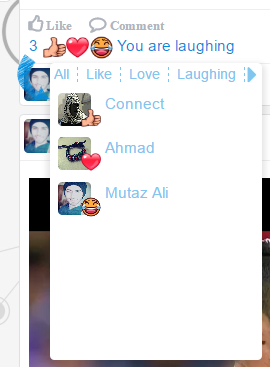 Like Comment
3 You are laughing
All Like Love Laughing
Connect
Ahmad
Mutaz Ali